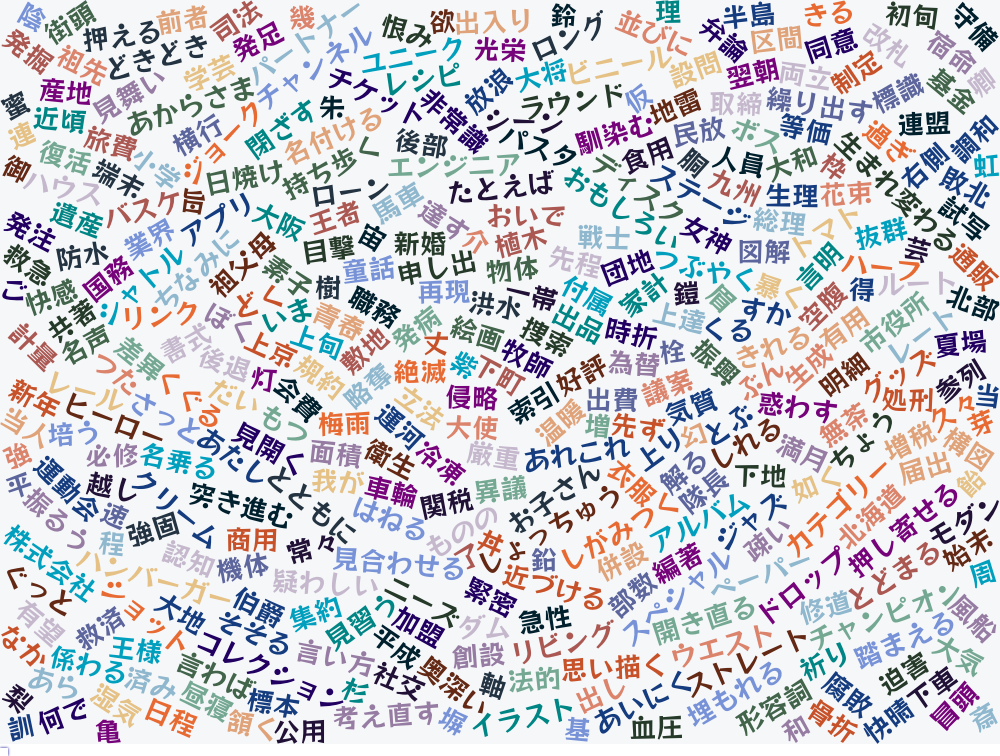 陰
街頭
押える
前者
司法
幾
パートナー
恨み
欲
出入り
鈴
ロング
並びに
理
弁論
半島
区間
きる
同意
改札
初旬
守備
宿命
発掘
祖先
どきどき
発足
チャンネル
ユニーク
光栄
ビニール
設問
翌朝
両立
制定
標識
基金
卿
蜜
産地
見舞い
学芸
あからさま
チケット
レシピ
放浪
大将
ラウンド
仮
地雷
取締
繰り出す
連盟
連
近頃
旅費
横行
ジョーク
閉ざす
朱
名付ける
非常識
シーン
パスタ
馴染む
民放
ボス
等価
過ぎ
調和
右側
御
復活
端末
小学
後部
エンジニア
ディスク
食用
胴
人員
大和
枠
生まれ変わる
虹
敗北
ハウス
バスケ
旨
日焼け
持ち歩く
ローン
たとえば
おもしろい
ステージ
九州
生理
花束
試写
発注
遺産
業界
アプリ
大阪
王者
馬車
達す
おいで
女神
総理
トマト
抜群
芸
通販
救急
防水
国務
シャトル
ちなみに
祖父母
目撃
宙
新婚
分
植木
戦士
図解
言明
ハーフ
ご
快感
リンク
どく
素子
樹
童話
申し出
物体
先程
団地
つぶやく
暴く
得
ルート
北部
共著
ぼく
いま
青春
職務
再現
洪水
一帯
付属
家計
鎧
首
すか
空腹
計量
名声
差異
書式
後退
上京
上旬
敷地
発病
絵画
捜索
出品
時折
上達
くる
きれる
有用
市役所
レート
夏場
つた
く
灯
規約
略奪
丈
絶滅
紫
下町
牧師
為替
栓
振興
ぶん
生成
明細
グッズ
参列
新年
レール
ヒーロー
さっと
ぐる
だい
会費
もつ
梅雨
立法
侵略
索引
好評
出費
議案
気質
惑わす
処刑
久々
当
芽
当人
培う
あたし
見開く
運河
大使
温暖
増
先ず
幻
とぶ
無茶
ちょう
増税
構図
強
必修
名乗る
面積
衛生
冷凍
厳重
あれこれ
上り
しれる
満月
届出
飴
平
運動会
越し
クリーム
突き進む
とともに
我が
車輪
関税
異議
お子さん
衣服
解る
隊長
下地
如く
カテゴリー
北海道
押し寄せる
モダン
振るう
速
程
強固
商用
常々
はねる
ものの
しょっちゅう
しがみつく
アルバム
ジャズ
疎い
始末
株式会社
ハンバーガー
認知
機体
見合わせる
了
丼
鉛
併設
編著
ドロップ
とどまる
周
ぐっと
ショット
疑わしい
ニーズ
緊密
近づける
部数
スペシャル
ペーパー
修道
チャンピオン
風船
有望
救済
大地
伯爵
集約
見習う
加盟
ダム
急性
リビング
開き直る
踏まえる
大気
なか
係わる
王様
コレクション
そそる
言い方
平成
創設
思い描く
ウエスト
ストレート
祈り
迫害
あら
済み
言わば
昼寝
標本
杉
社交
奥深い
軸
法的
出し
あいにく
埋もれる
形容詞
腐敗
下車
冒頭
梨
訓
何で
湿気
亀
日程
頷く
公用
考え直す
塀
イラスト
基
血圧
和
骨折
快晴
斎